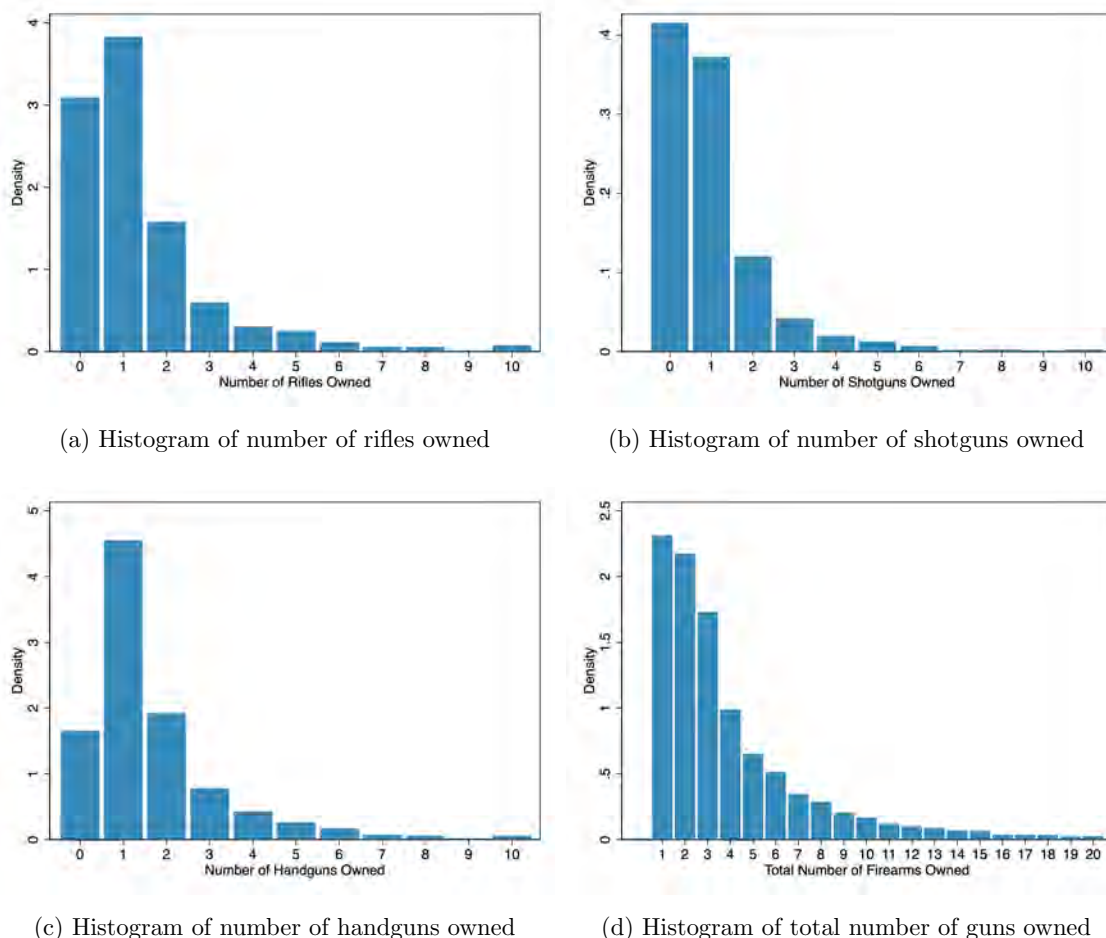 4
3
2
1
0
Density
0 1 2 3 4 5 6 7 8 9 10
Number of Rifles Owned
(a) Histogram of number of rifles owned
.4
.3
.2
.1
0
Density
0 1 2 3 4 5 6 7 8 9 10
Number of Shotguns Owned
(b) Histogram of number of shotguns owned
5
4
3
2
1
0
Density
0 1 2 3 4 5 6 7 8 9 10
Number of Handguns Owned
(c) Histogram of number of handguns owned
2.5
2
1.5
1
.5
0
Density
1 2 3 4 5 6 7 8 9 10 11 12 13 14 15 16 17 18 19 20
Total Number of Firearms Owned
(d) Histogram of total number of guns owned